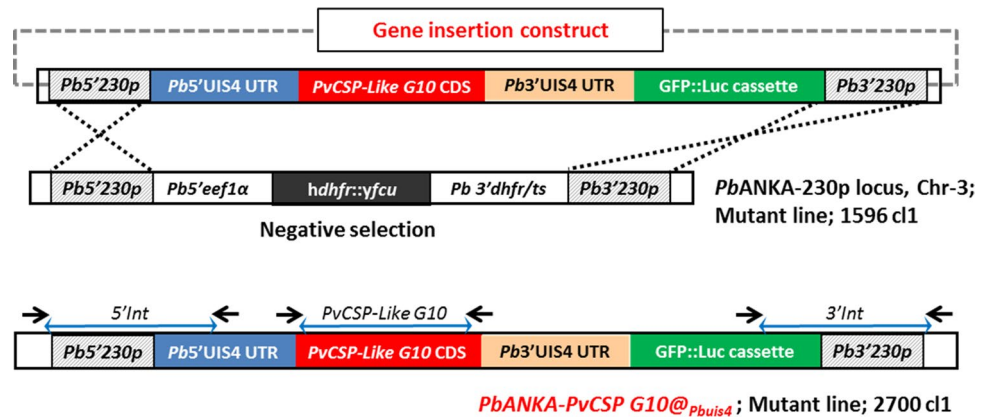 Gene insertion construct
Pb5’230p Pb5’UIS4 UTR PvCSP-Like G10 CDS Pb3’UIS4 UTR GFP::Luc cassette Pb3’230p
Pb5’230p Pb5’eef1α hdhfr::yfcu Pb 3’dhfr/ts Pb3’230p
PbANKA-230p locus, Chr-3;
Mutant line; 1596 cl1
Negative selection
5’Int PvCSP-Like G10 3’Int
Pb5’230p Pb5’UIS4 UTR PvCSP-Like G10 CDS Pb3’UIS4 UTR GFP::Luc cassette Pb3’230p
PbANKA-PvCSP G10@Pbuis4 ; Mutant line; 2700 cl1